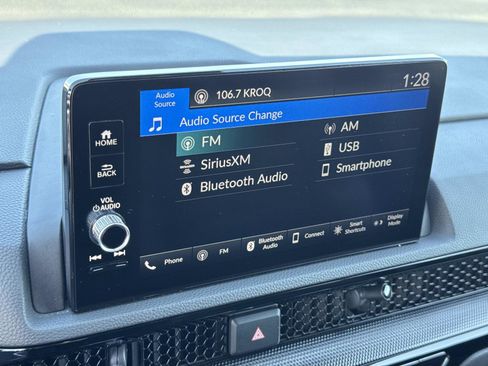 Audio
Source
106.7 KROQ
1:28
Audio Source Change
HOME
BACK
VOL
AUDIO
FM
AM
SiriusXM
USB
Bluetooth Audio
Smartphone
Phone
FM
Bluetooth
Audio
Connect
Smart
Shortcuts
Display
Mode